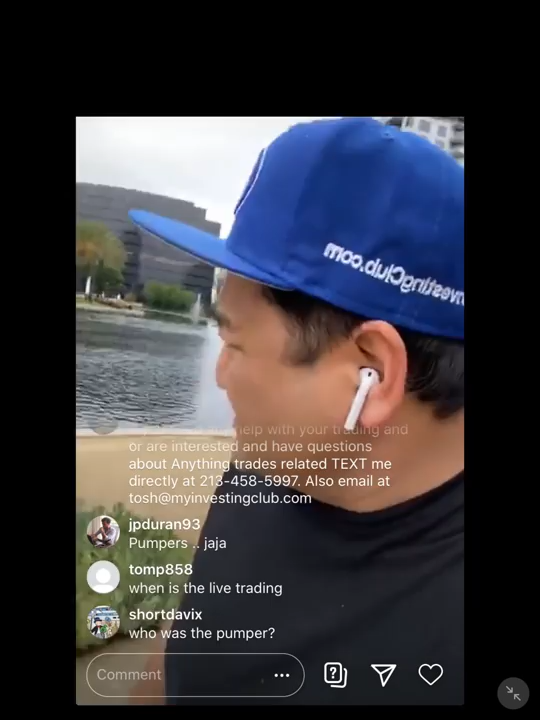 nvestingClub.com
help with your trading and
or are interested and have questions
about Anything trades related TEXT me
directly at 213-458-5997. Also email at
tosh@myinvestingclub.com
jpduran93
Pumpers .. jaja
tomp858
when is the live trading
shortdavix
who was the pumper?
Comment